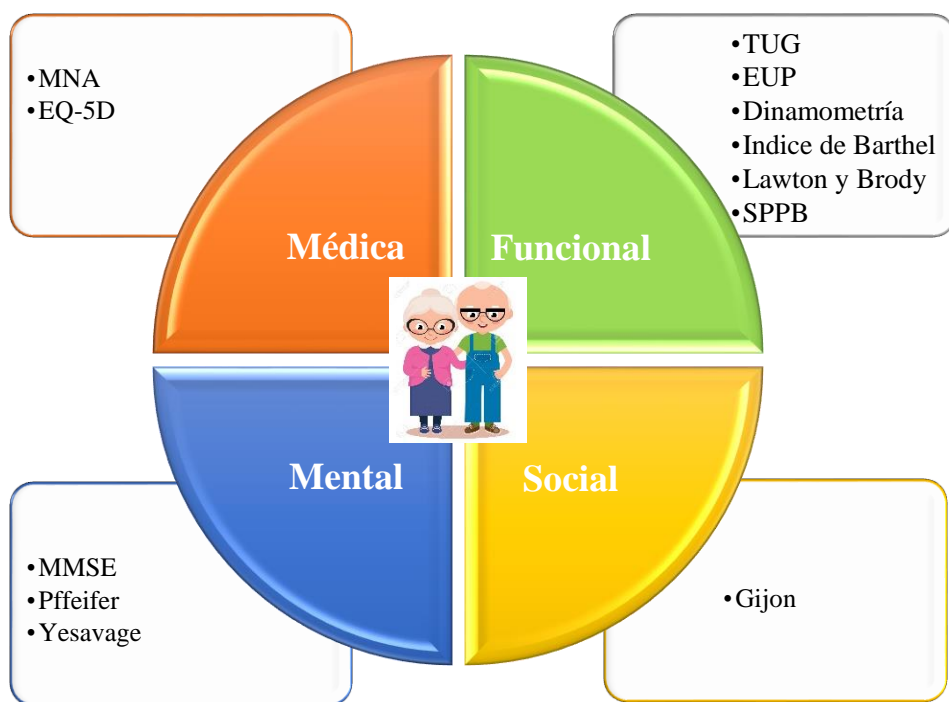 •MNA
•EQ-5D
•TUG
•EUP
•Dinamometría
•Indice de Barthel
•Lawton y Brody
•SPPB
Médica
Funcional
Mental
Social
•MMSE
•Pffeifer
•Yesavage
•Gijon